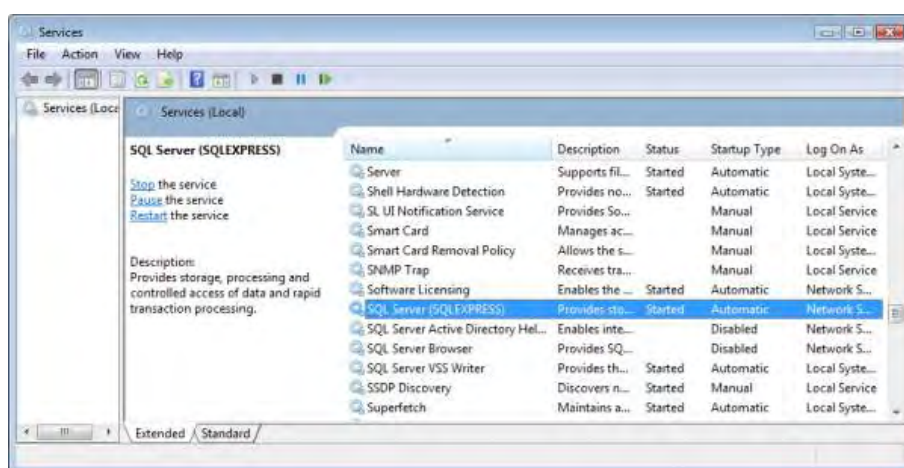 Services
File Action View Help
Services (Loca
Services (Local)
SQL Server (SQLEXPRESS)
Stop the service
Pause the service
Restart the service
Description:
Provides storage, processing and
controlled access of data and rapid
transaction processing.
Name Description Status Startup Type Log On As
Server Supports fil... Started Automatic Local Syste...
Shell Hardware Detection Provides no... Started Automatic Local Syste...
SL UI Notification Service Provides So... Manual Local Service
Smart Card Manages ac... Manual Local Service
Smart Card Removal Policy Allows the s... Manual Local Syste...
SNMP Trap Receives tra... Manual Local Service
Software Licensing Enables the ... Started Automatic Network S...
SQL Server (SQLEXPRESS) Provides sto... Started Automatic Network S...
SQL Server Active Directory Hel... Enables inte... Disabled Network S...
SQL Server Browser Provides SQ... Disabled Network S...
SQL Server VSS Writer Provides th... Started Automatic Local Syste...
SSDP Discovery Discovers n... Started Manual Local Service
Superfetch Maintains a... Started Automatic Local Syste...
Extended Standard